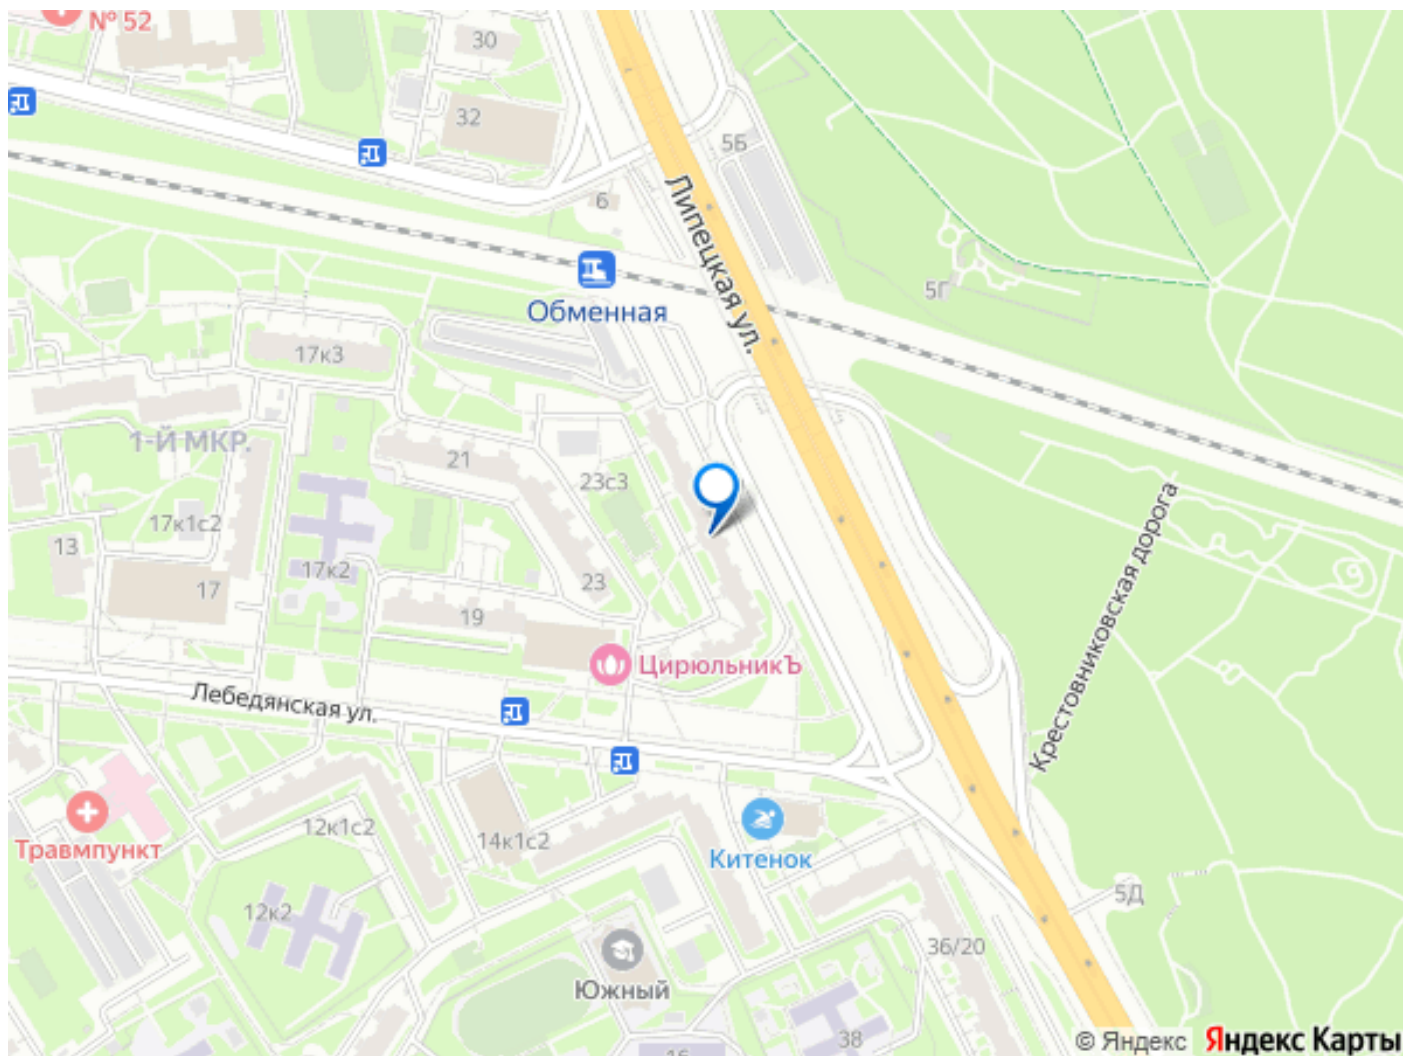 № 52
30
32
5Б
6
Липецкая ул.
5Г
Обменная
17к3
1-Й МКР.
21
23с3
17к1с2
13
17к2
17
23
19
ЦирюльникЪ
Крестовниковская дорога
Лебедянская ул.
12к1с2
14к1с2
Травмпункт
Китенок
12к2
5Д
36/20
Южный
38
16
© Яндекс Яндекс Карты